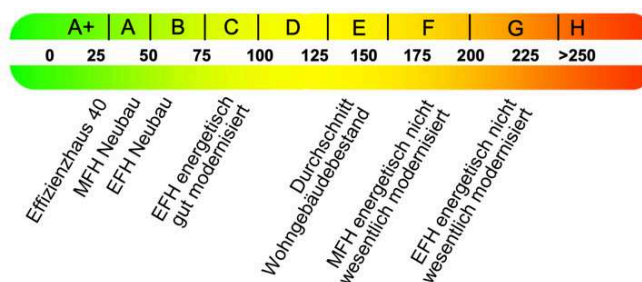 A+ A B C D E F G H
0 25 50 75 100 125 150 175 200 225 >250
Effizienzhaus 40
MFH Neubau
EFH Neubau
EFH energetisch
gut modernisiert
Durchschnitt
Wohngebäudebestand
MFH energetisch nicht
wesentlich modernisiert
EFH energetisch nicht
wesentlich modernisiert